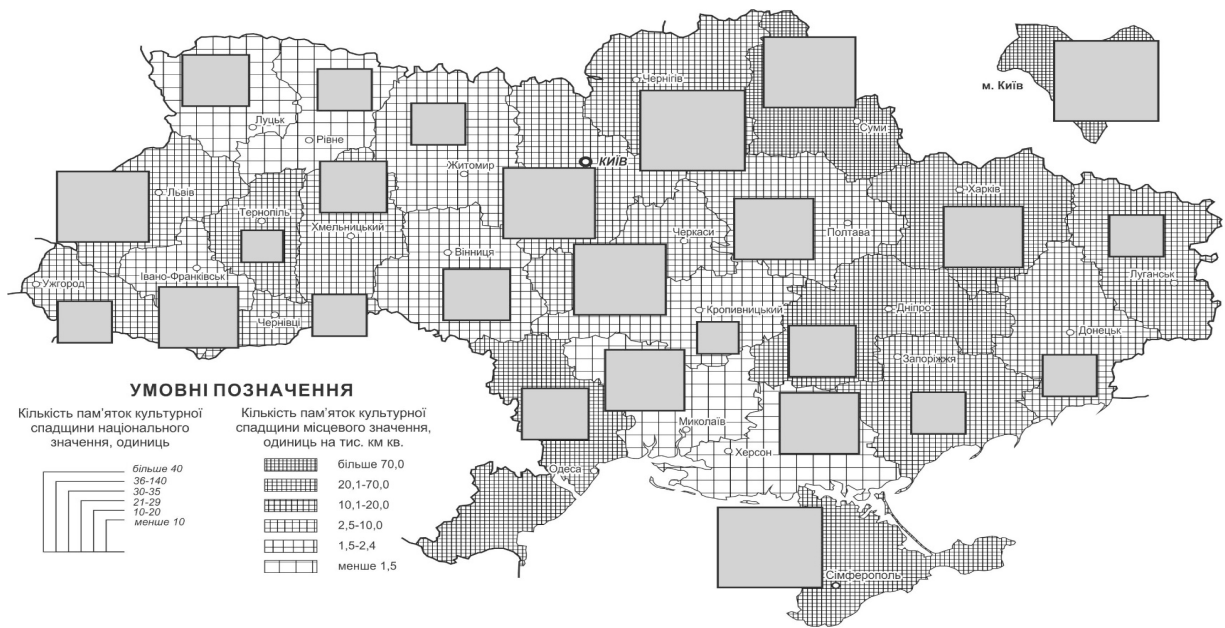 м. Київ
Чернігів
Суми
Луцьк
Рівне
Житомир
КИЇВ
Львів
Тернопіль
Хмельницький
Вінниця
Черкаси
Полтава
Харків
Луганськ
Ужгород
Івано-Франківськ
Чернівці
Кропивницький
Дніпро
Запоріжжя
Донецьк
Миколаїв
Херсон
Одеса
Сімферополь
УМОВНІ ПОЗНАЧЕННЯ
Кількість пам'яток культурної
спадщини національного
значення, одиниць
більше 40
36-140
30-35
21-29
10-20
менше 10
Кількість пам'яток культурної
спадщини місцевого значення,
одиниць на тис. км кв.
більше 70,0
20,1-70,0
10,1-20,0
2,5-10,0
1,5-2,4
менше 1,5